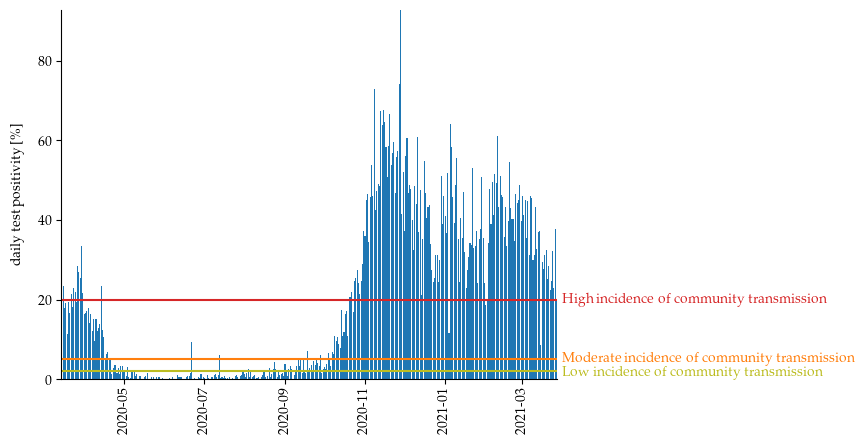 daily test positivity [%]
80
60
40
20
0
High incidence of community transmission
Moderate incidence of community transmission
Low incidence of community transmission
2020-05
2020-07
2020-09
2020-11
2021-01
2021-03